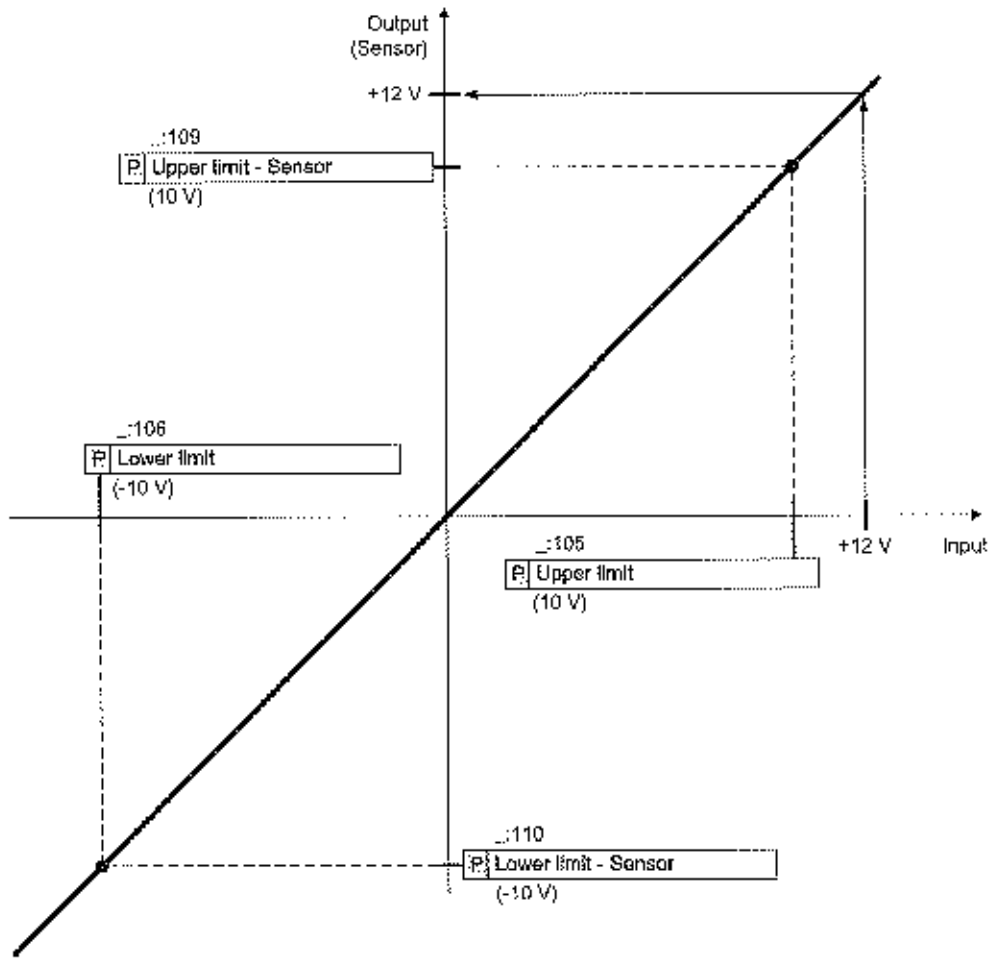 Output
(Sensor)
+12 V
_:109
P Upper limit - Sensor
(10 V)
_:106
P Lower limit
(-10 V)
_:105
+12 V
Input
P Upper limit
(10 V)
_:110
P Lower limit - Sensor
(-10 V)